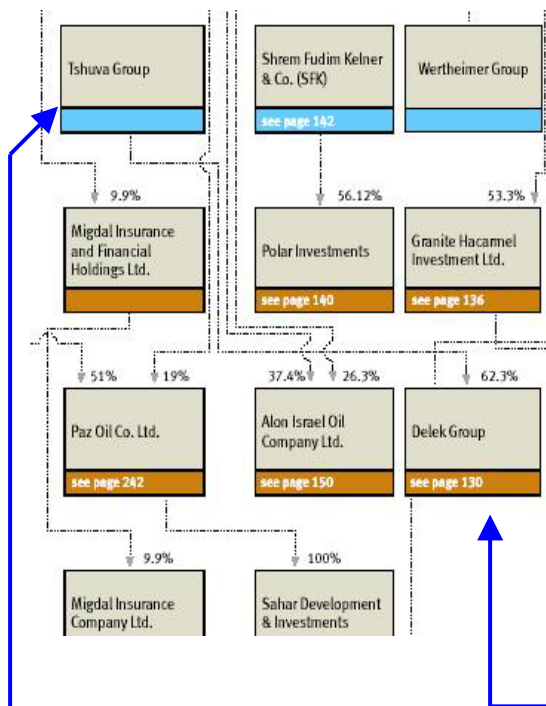 Tshuva Group
Shrem Fudim Kelner
& Co. (SFK)
see page 142
Wertheimer Group
9.9%
56.12%
53.3%
Migdal Insurance
and Financial
Holdings Ltd.
Polar Investments
see page 140
Granite Hacarmel
Investment Ltd.
see page 136
51%
19%
37.4%
26.3%
62.3%
Paz Oil Co. Ltd.
see page 242
Alon Israel Oil
Company Ltd.
see page 150
Delek Group
see page 130
9.9%
100%
Migdal Insurance
Company Ltd.
Sahar Development
& Investments